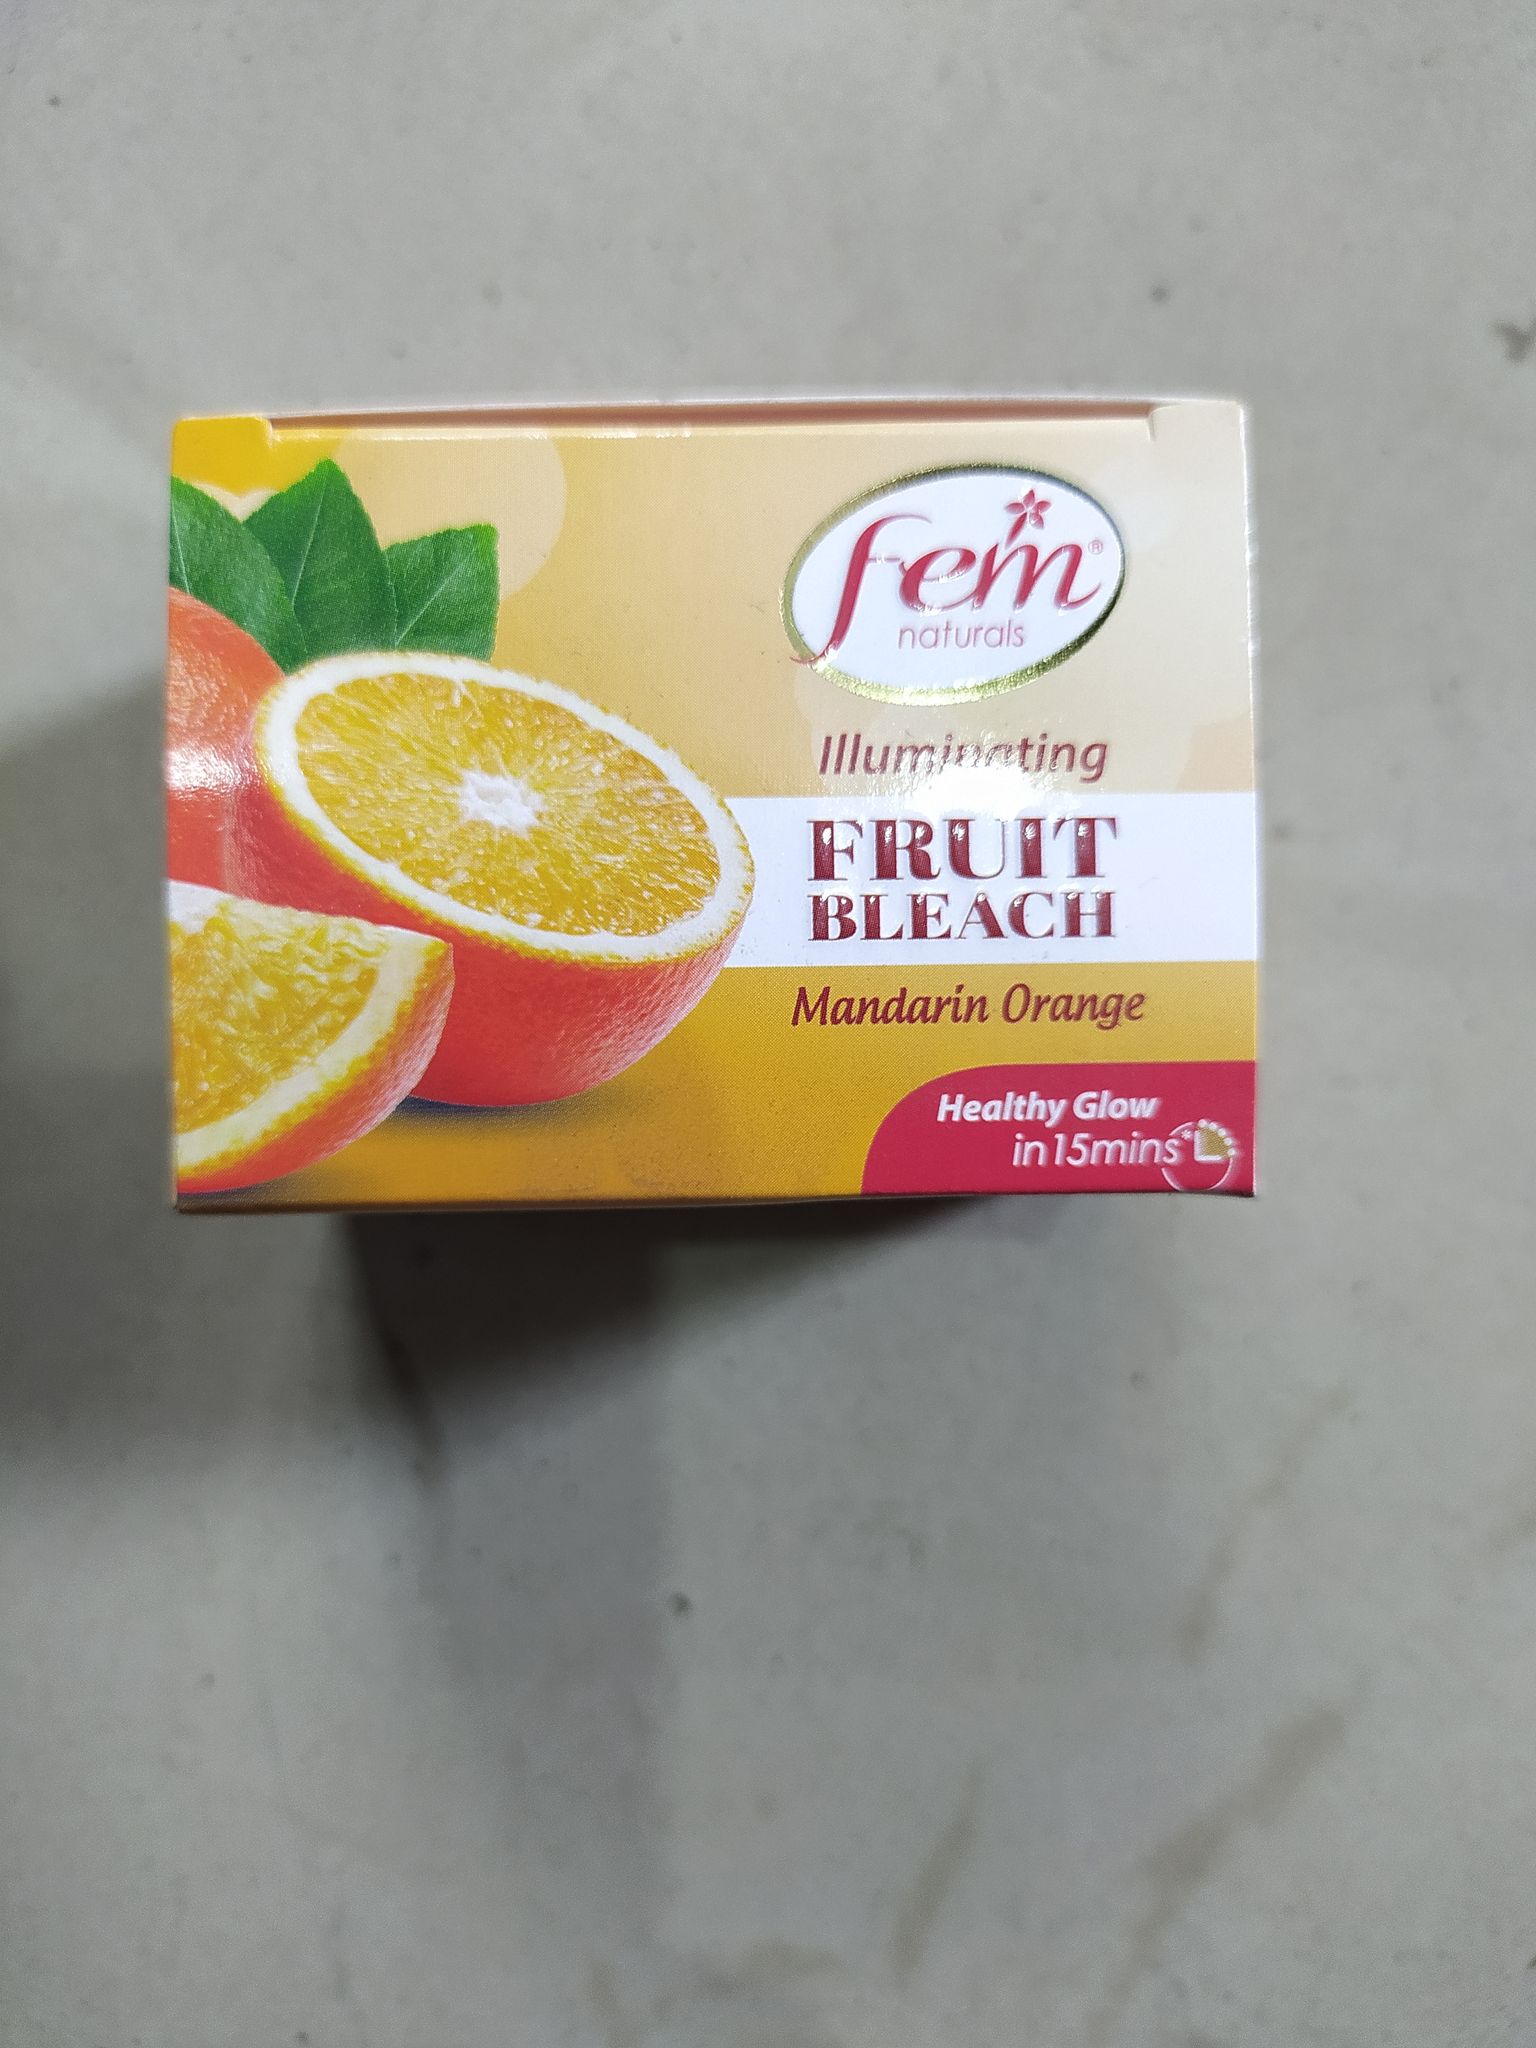 fem®
naturals
Illuminating
FRUIT
BLEACH
Mandarin Orange
Healthy Glow
in 15mins*